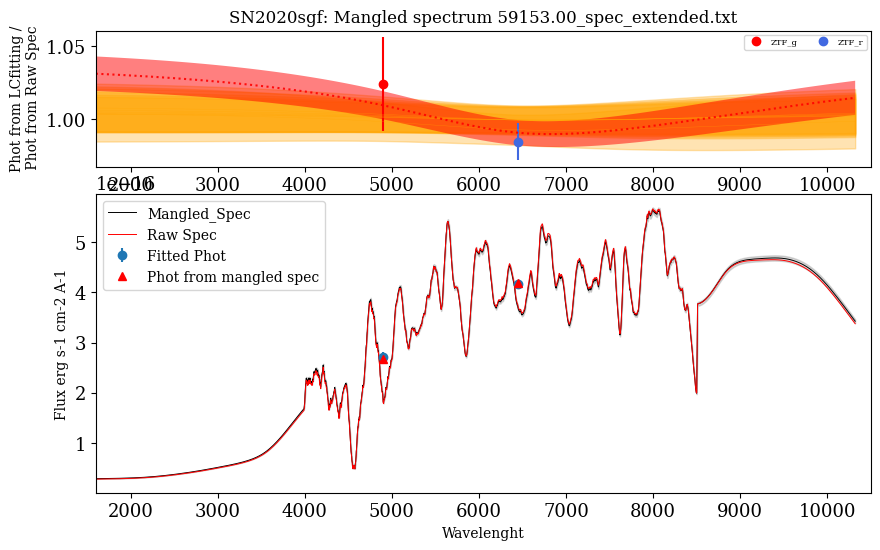 SN2020sgf: Mangled spectrum 59153.00_spec_extended.txt
Phot from LCfitting /
Phot from Raw Spec
1.05
1.00
ZTF_g
ZTF_r
2000 3000 4000 5000 6000 7000 8000 9000 10000
1e−16
Flux erg s-1 cm-2 A-1
5
4
3
2
1
Mangled_Spec
Raw Spec
Fitted Phot
Phot from mangled spec
2000 3000 4000 5000 6000 7000 8000 9000 10000
Wavelenght